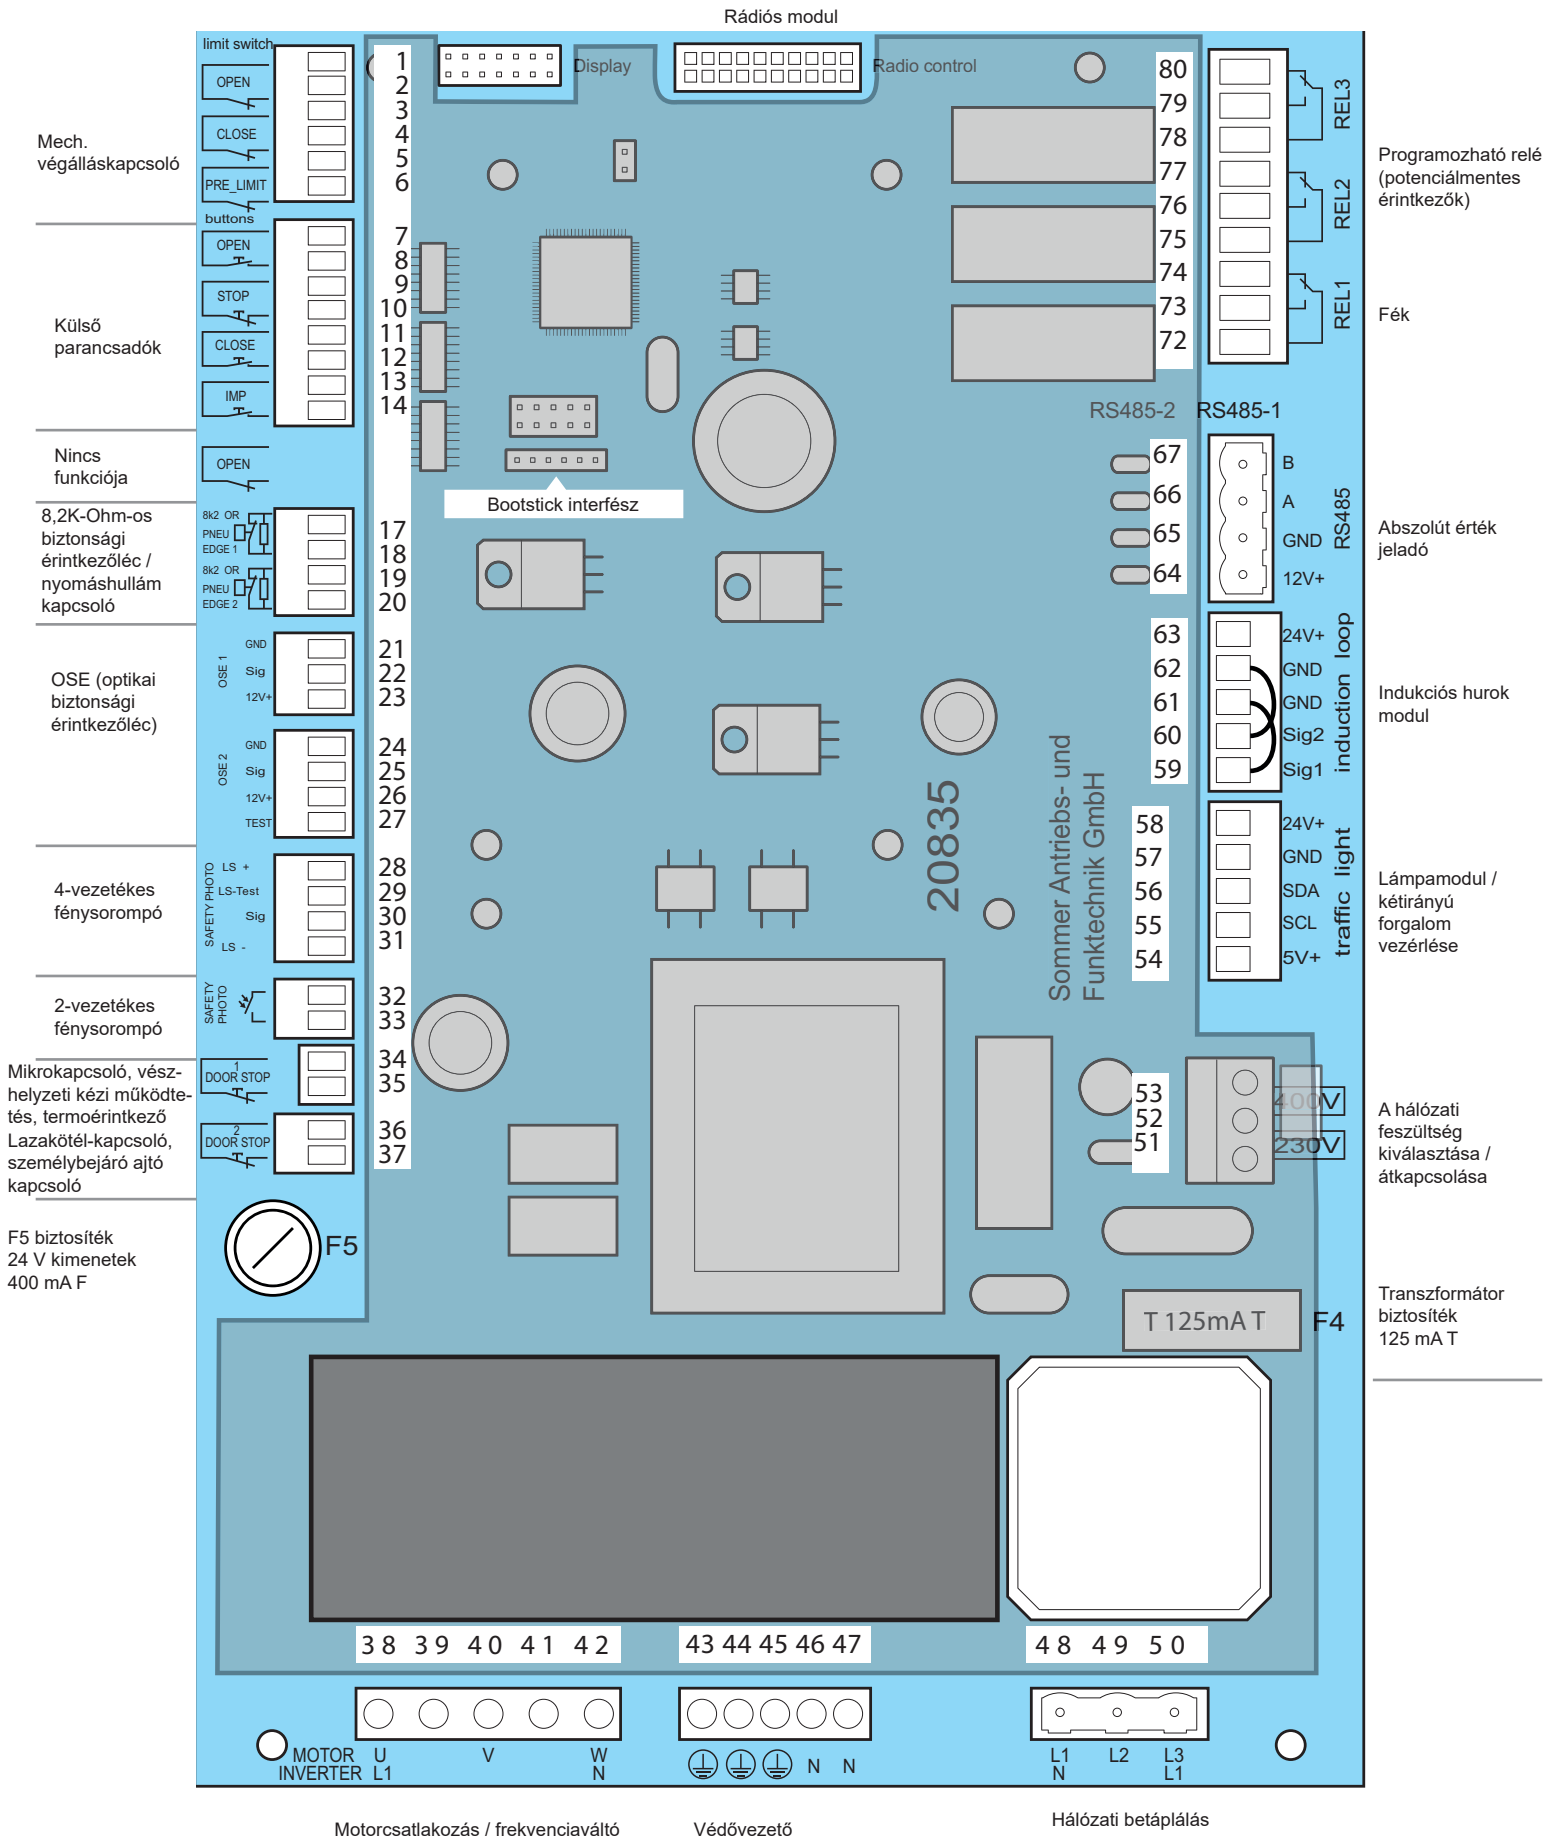 Rádiós modul
limit switch
OPEN
CLOSE
PRE_LIMIT
buttons
OPEN
STOP
CLOSE
IMP
OPEN
8k2 OR
PNEU
EDGE 1
8k2 OR
PNEU
EDGE 2
OSE 1
GND
Sig
12V+
OSE 2
GND
Sig
12V+
TEST
SAFETY PHOTO
LS +
LS-Test
Sig
LS -
SAFETY
PHOTO
1
DOOR STOP
2
DOOR STOP
F5
Mech.
végálláskapcsoló
Külső
parancsadók
Nincs
funkciója
8,2K-Ohm-os
biztonsági
érintkezőléc /
nyomáshullám
kapcsoló
OSE (optikai
biztonsági
érintkezőléc)
4-vezetékes
fénysorompó
2-vezetékes
fénysorompó
Mikrokapcsoló, vész-
helyzeti kézi működte-
tés, termoérintkező
Lazakötél-kapcsoló,
személybejáró ajtó
kapcsoló
F5 biztosíték
24 V kimenetek
400 mA F
1
2
3
4
5
6
7
8
9
10
11
12
13
14
17
18
19
20
21
22
23
24
25
26
27
28
29
30
31
32
33
34
35
36
37
Display
Radio control
Bootstick interfész
20835
Sommer Antriebs- und
Funktechnik GmbH
80
79
78
77
76
75
74
73
72
REL3
REL2
REL1
RS485-2
RS485-1
67
66
65
64
B
A
GND
12V+
RS485
63
62
61
60
59
24V+
GND
GND
Sig2
Sig1
induction loop
58
57
56
55
54
24V+
GND
SDA
SCL
5V+
traffic light
53
52
51
400V
230V
T 125mA T
F4
Programozható relé
(potenciálmentes
érintkezők)
Fék
Abszolút érték
jeladó
Indukciós hurok
modul
Lámpamodul /
kétirányú
forgalom
vezérlése
A hálózati
feszültség
kiválasztása /
átkapcsolása
Transzformátor
biztosíték
125 mA T
38 39 40 41 42
43 44 45 46 47
48 49 50
MOTOR U V W
INVERTER L1 N
N N
L1 L2 L3
N L1
Motorcsatlakozás / frekvenciaváltó
Védővezető
Hálózati betáplálás